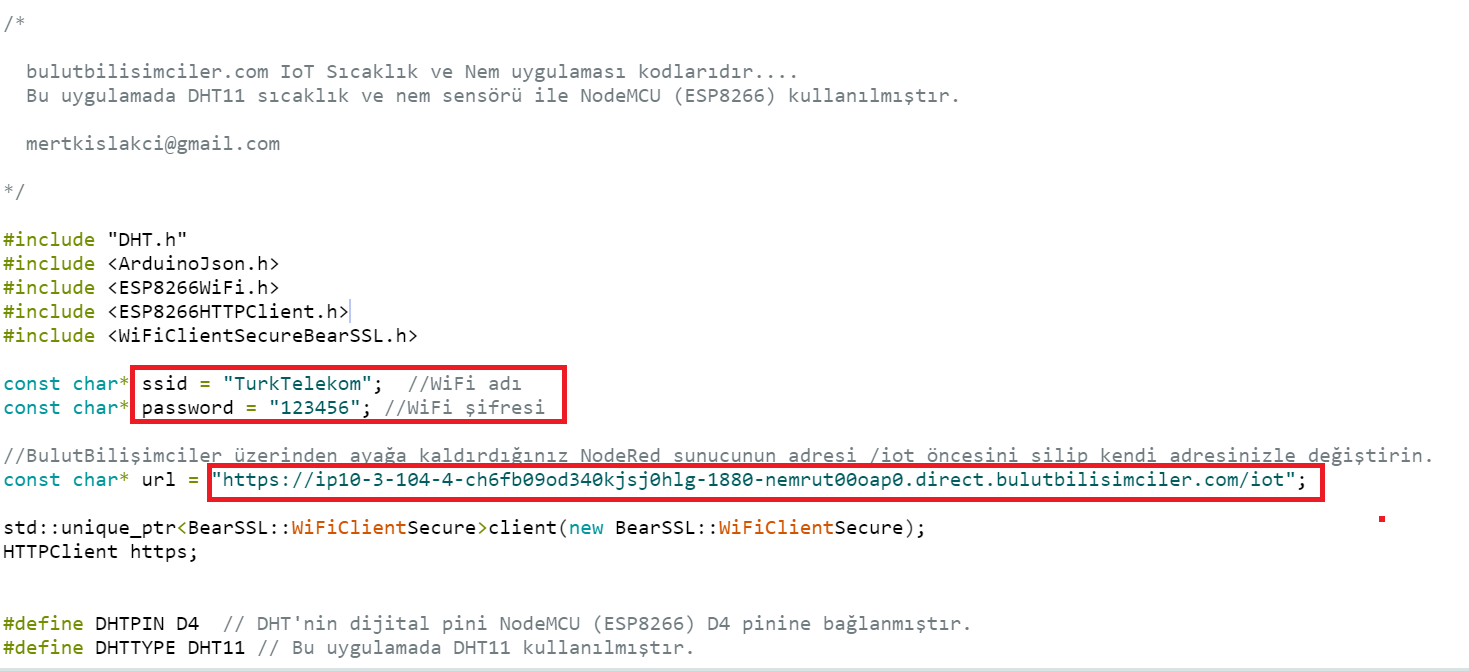 /*
bulutbilisimciler.com IoT Sıcaklık ve Nem uygulaması kodlarıdır....
Bu uygulamada DHT11 sıcaklık ve nem sensörü ile NodeMCU (ESP8266) kullanılmıştır.
mertkislakci@gmail.com
*/
#include "DHT.h"
#include <ArduinoJson.h>
#include <ESP8266WiFi.h>
#include <ESP8266HTTPClient.h>
#include <WiFiClientSecureBearSSL.h>
const char* ssid = "TurkTelekom";  //WiFi adı
const char* password = "123456"; //WiFi şifresi
//BulutBilişimciler üzerinden ayağa kaldırdığınız NodeRed sunucunun adresi /iot öncesini silip kendi adresinizle değiştirin.
const char* url = "https://ip10-3-104-4-ch6fb09od340kjsj0hlg-1880-nemrut00oap0.direct.bulutbilisimciler.com/iot";
std::unique_ptr<BearSSL::WiFiClientSecure>client(new BearSSL::WiFiClientSecure);
HTTPClient https;
#define DHTPIN D4  // DHT'nin dijital pini NodeMCU (ESP8266) D4 pinine bağlanmıştır.
#define DHTTYPE DHT11 // Bu uygulamada DHT11 kullanılmıştır.